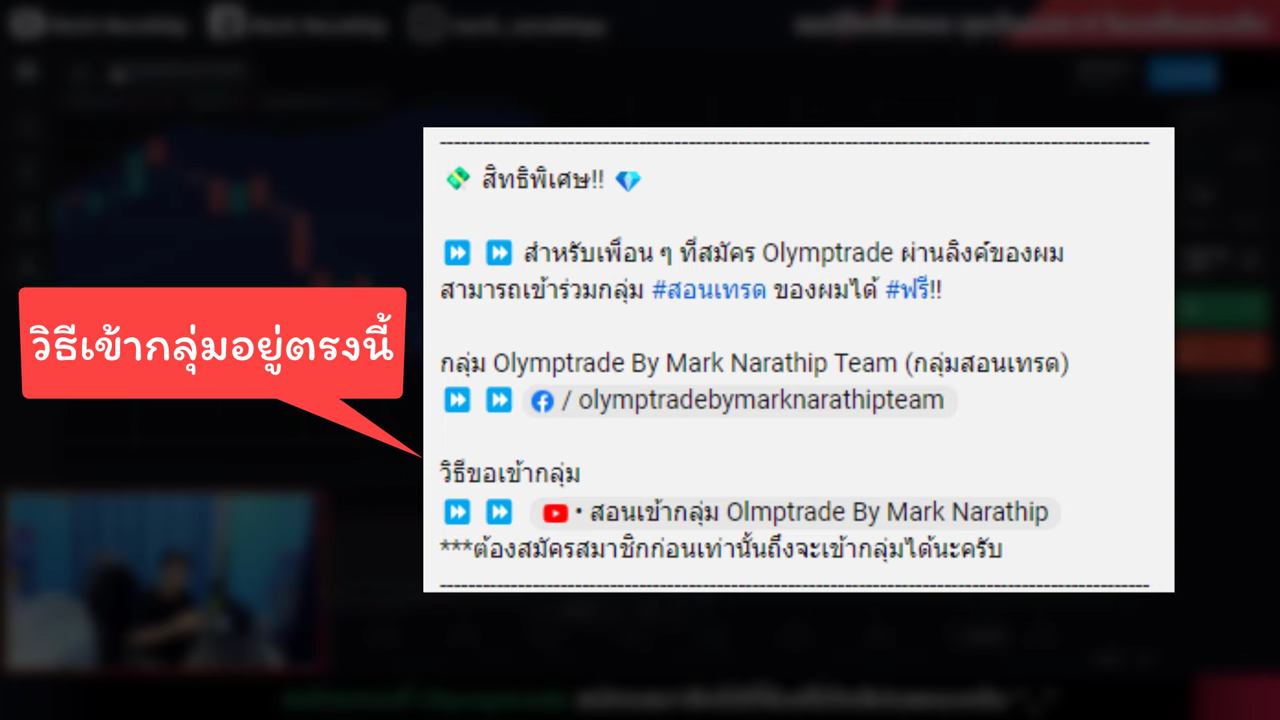 💸 สิทธิพิเศษ!! 💎
⏩ ⏩ สำหรับเพื่อน ๆ ที่สมัคร Olymptrade ผ่านลิงค์ของผม
สามารถเข้าร่วมกลุ่ม #สอนเทรด ของผมได้ #ฟรี!!
วิธีเข้ากลุ่มอยู่ตรงนี้
กลุ่ม Olymptrade By Mark Narathip Team (กลุ่มสอนเทรด)
⏩ ⏩ / olymptradebymarknarathipteam
วิธีขอเข้ากลุ่ม
⏩ ⏩ • สอนเข้ากลุ่ม Olmptrade By Mark Narathip
***ต้องสมัครสมาชิกก่อนเท่านั้นถึงจะเข้ากลุ่มได้นะครับ